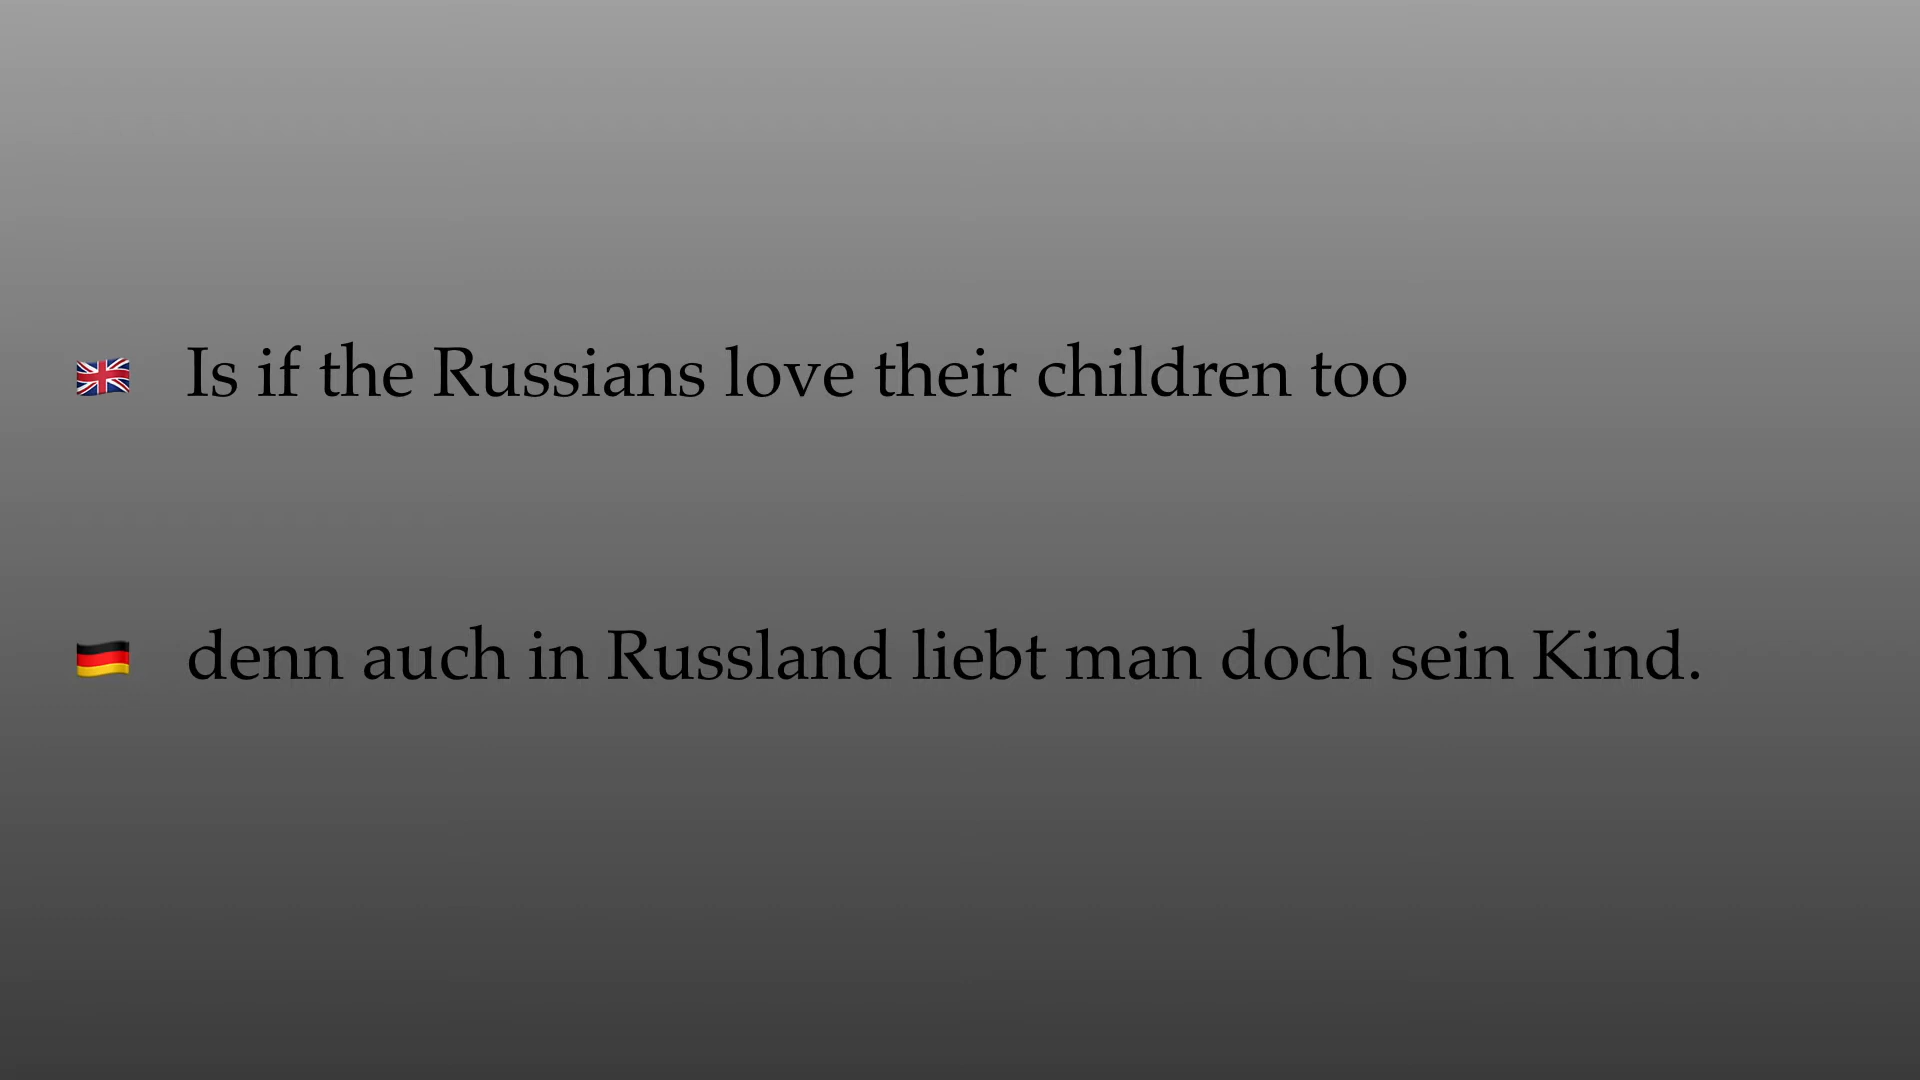 Is if the Russians love their children too
denn auch in Russland liebt man doch sein Kind.